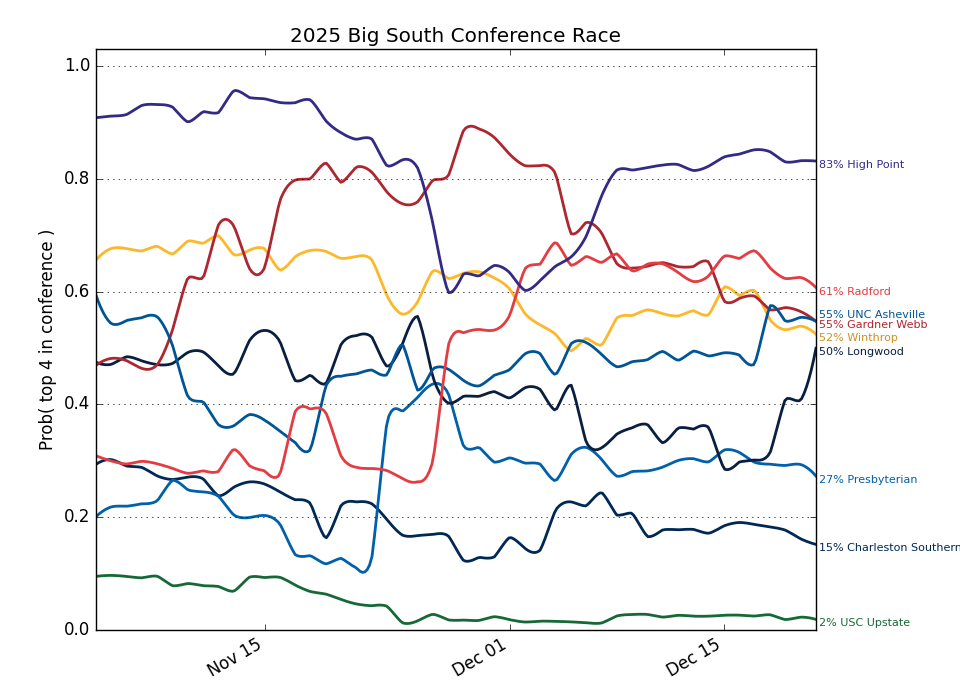 2025 Big South Conference Race
Prob( top 4 in conference )
1.0
0.8
0.6
0.4
0.2
0.0
Nov 15
Dec 01
Dec 15
83% High Point
61% Radford
55% UNC Asheville
55% Gardner Webb
52% Winthrop
50% Longwood
27% Presbyterian
15% Charleston Southern
2% USC Upstate